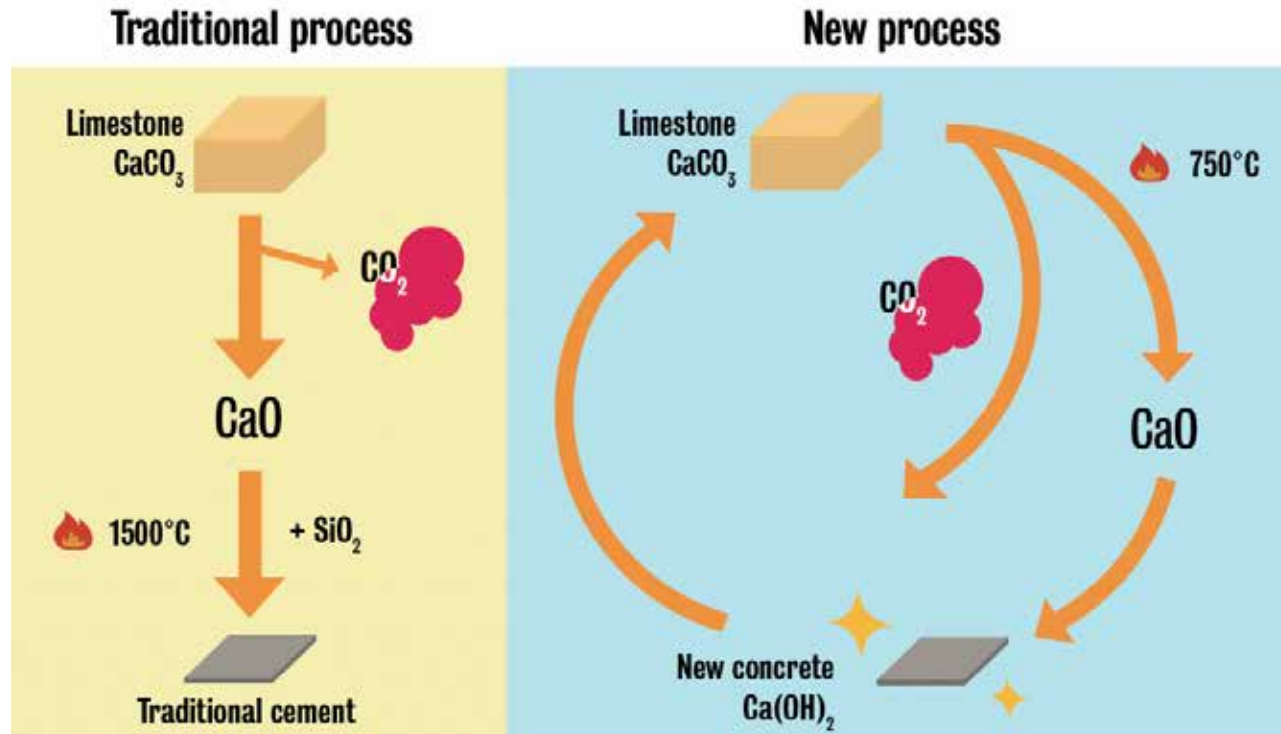 Traditional process
Limestone
CaCO₃
CO₂
CaO
1500°C
+ SiO₂
Traditional cement
New process
Limestone
CaCO₃
750°C
CO₂
CaO
New concrete
Ca(OH)₂